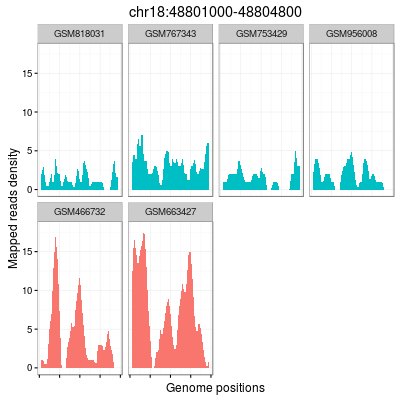 chr18:48801000-48804800
GSM818031 GSM767343 GSM753429 GSM956008
15
10
5
0
GSM466732 GSM663427
15
10
5
0
Mapped reads density
Genome positions